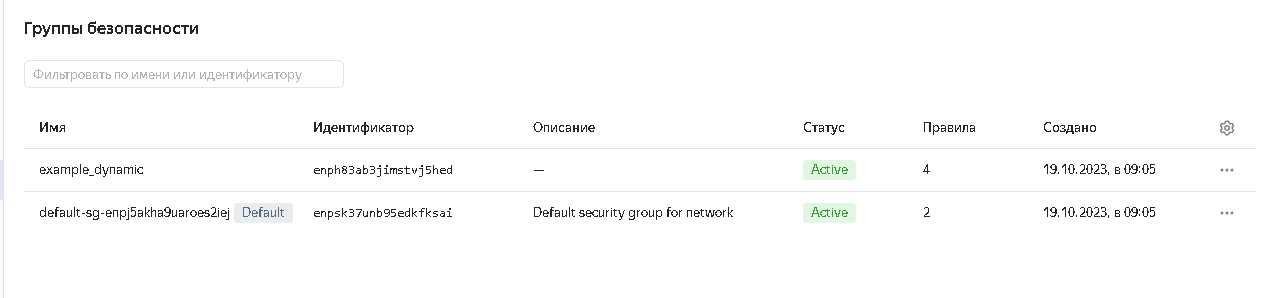 Группы безопасности
Фильтровать по имени или идентификатору
Имя Идентификатор Описание Статус Правила Создано
example_dynamic enph83ab3jimstvj5hed — Active 4 19.10.2023, в 09:05
default-sg-enpj5akha9uaroes2iej Default enpsk37unb95edkfksai Default security group for network Active 2 19.10.2023, в 09:05